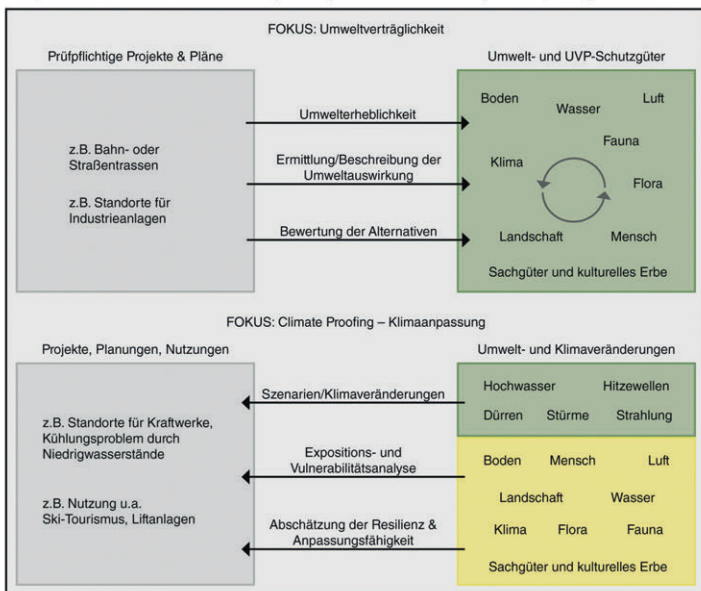 FOKUS: Umweltverträglichkeit
Prüfpflichtige Projekte & Pläne
z.B. Bahn- oder
Straßentrassen
z.B. Standorte für
Industrieanlagen
Umwelterheblichkeit
Ermittlung/Beschreibung der
Umweltauswirkung
Bewertung der Alternativen
Umwelt- und UVP-Schutzgüter
Boden
Wasser
Luft
Fauna
Klima
Flora
Landschaft
Mensch
Sachgüter und kulturelles Erbe
FOKUS: Climate Proofing – Klimaanpassung
Projekte, Planungen, Nutzungen
z.B. Standorte für Kraftwerke,
Kühlungsproblem durch
Niedrigwasserstände
z.B. Nutzung u.a.
Ski-Tourismus, Liftanlagen
Szenarien/Klimaveränderungen
Expositions- und
Vulnerabilitätsanalyse
Abschätzung der Resilienz &
Anpassungsfähigkeit
Umwelt- und Klimaveränderungen
Hochwasser Hitzewellen
Dürren Stürme Strahlung
Boden Mensch Luft
Landschaft Wasser
Klima Flora Fauna
Sachgüter und kulturelles Erbe